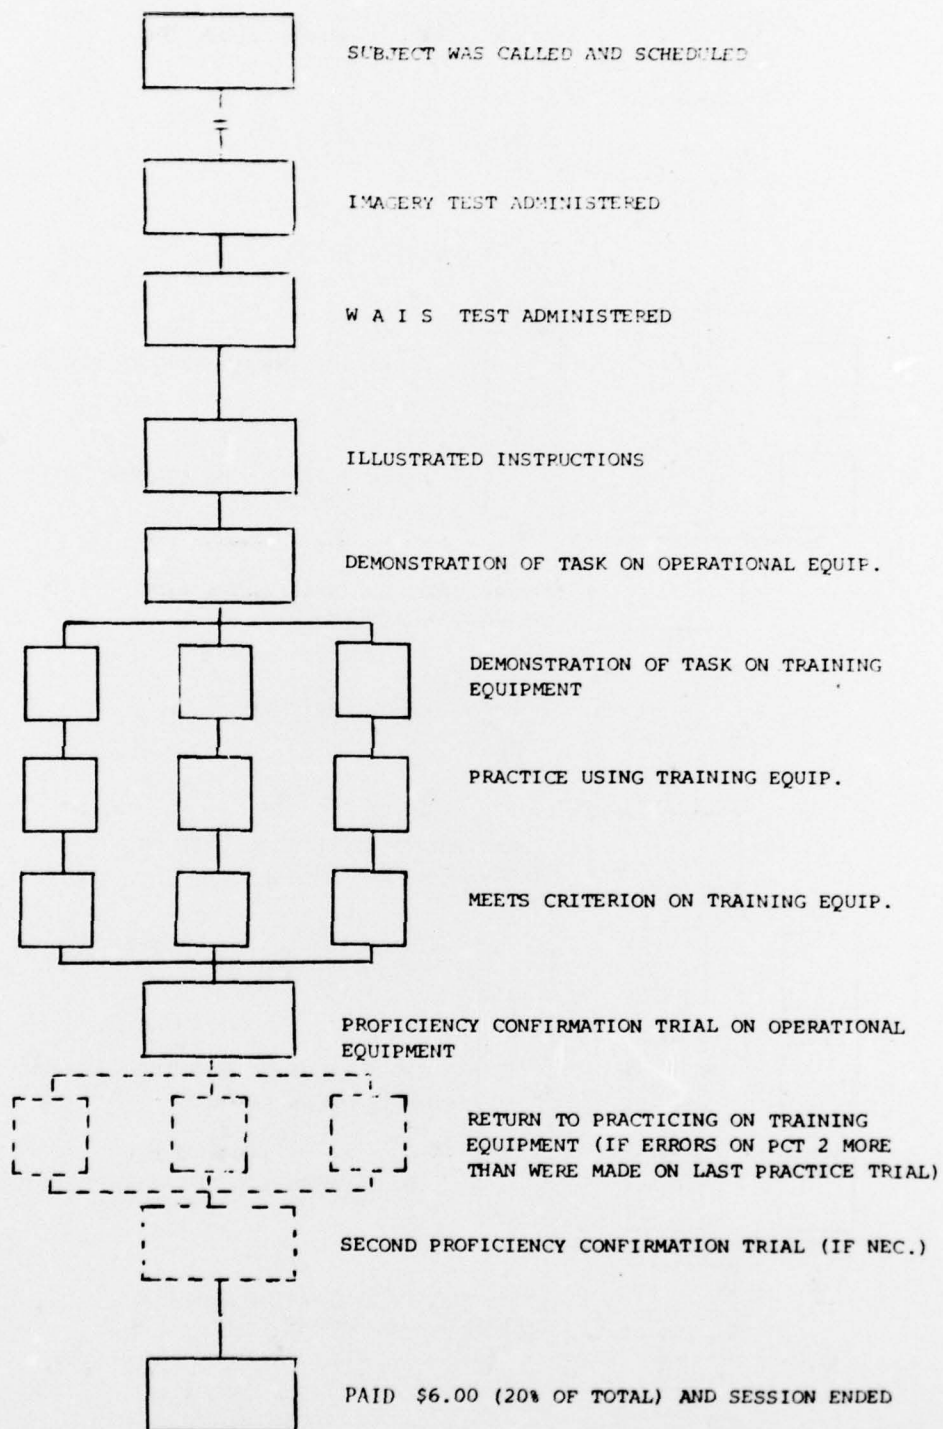 SUBJECT WAS CALLED AND SCHEDULED
IMAGERY TEST ADMINISTERED
W A I S TEST ADMINISTERED
ILLUSTRATED INSTRUCTIONS
DEMONSTRATION OF TASK ON OPERATIONAL EQUIP.
DEMONSTRATION OF TASK ON TRAINING
EQUIPMENT
PRACTICE USING TRAINING EQUIP.
MEETS CRITERION ON TRAINING EQUIP.
PROFICIENCY CONFIRMATION TRIAL ON OPERATIONAL
EQUIPMENT
RETURN TO PRACTICING ON TRAINING
EQUIPMENT (IF ERRORS ON PCT 2 MORE
THAN WERE MADE ON LAST PRACTICE TRIAL)
SECOND PROFICIENCY CONFIRMATION TRIAL (IF NEC.)
PAID $6.00 (20% OF TOTAL) AND SESSION ENDED